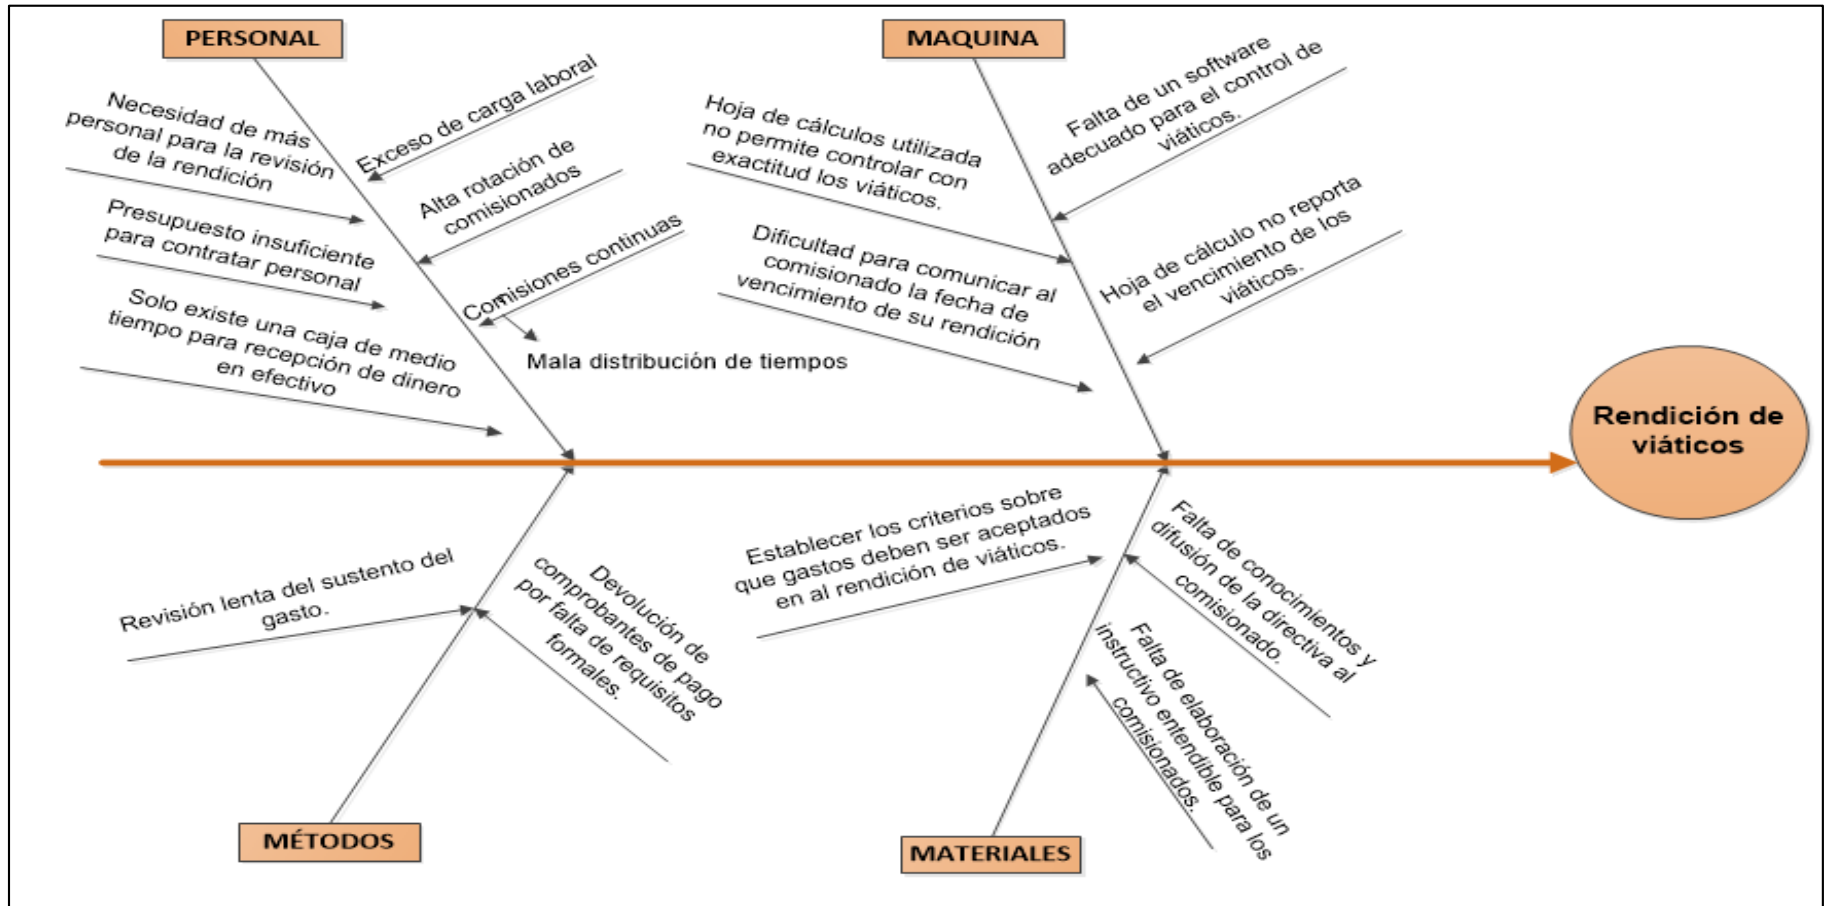 PERSONAL
Necesidad de más
personal para la revisión
de la rendición
Presupuesto insuficiente
para contratar personal
Solo existe una caja de medio
tiempo para recepción de dinero
en efectivo
Exceso de carga laboral
Alta rotación de
comisionados
Comisiones continuas
Mala distribución de tiempos
MAQUINA
Hoja de cálculos utilizada
no permite controlar con
exactitud los viáticos.
Dificultad para comunicar al
comisionado la fecha de
vencimiento de su rendición
Falta de un software
adecuado para el control de
viáticos.
Hoja de cálculo no reporta
el vencimiento de los
viáticos.
Rendición de
viáticos
Revisión lenta del sustento del
gasto.
Devolución de
comprobantes de pago
por falta de requisitos
formales.
MÉTODOS
Establecer los criterios sobre
que gastos deben ser aceptados
en al rendición de viáticos.
Falta de conocimientos y
difusión de la directiva al
comisionado.
Falta de elaboración de un
instructivo entendible para los
comisionados.
MATERIALES